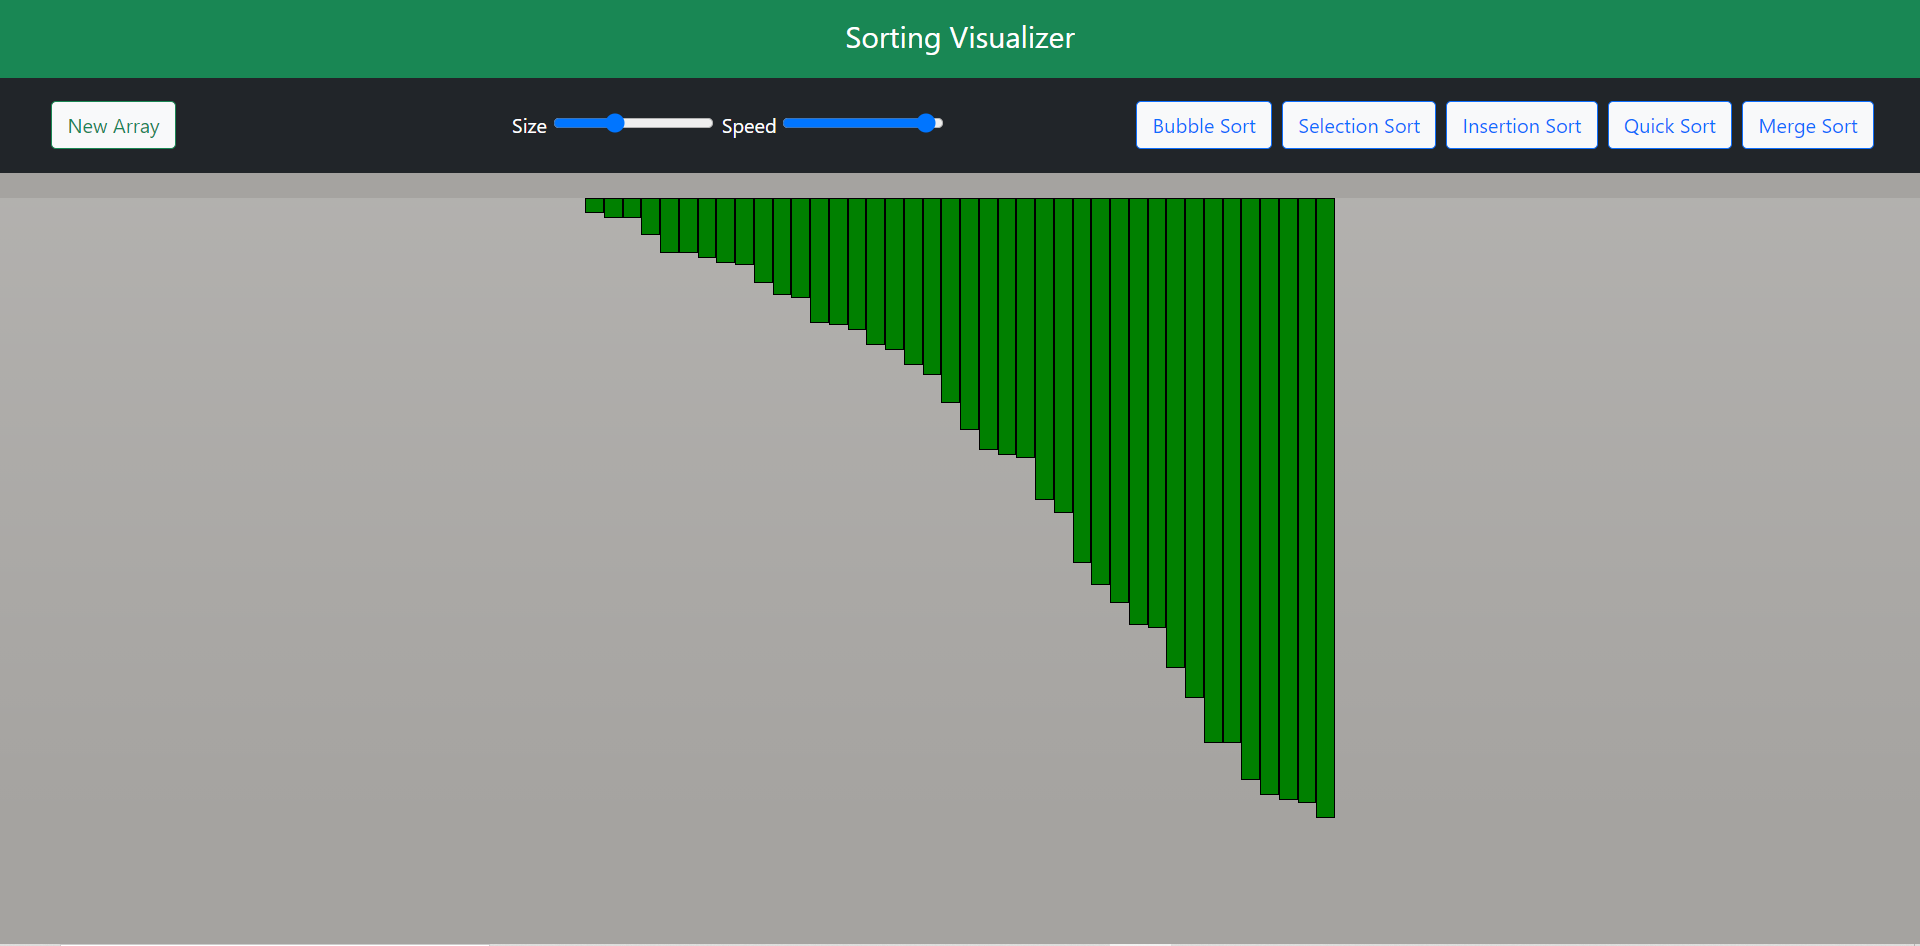 Sorting Visualizer
New Array
Size
Speed
Bubble Sort
Selection Sort
Insertion Sort
Quick Sort
Merge Sort